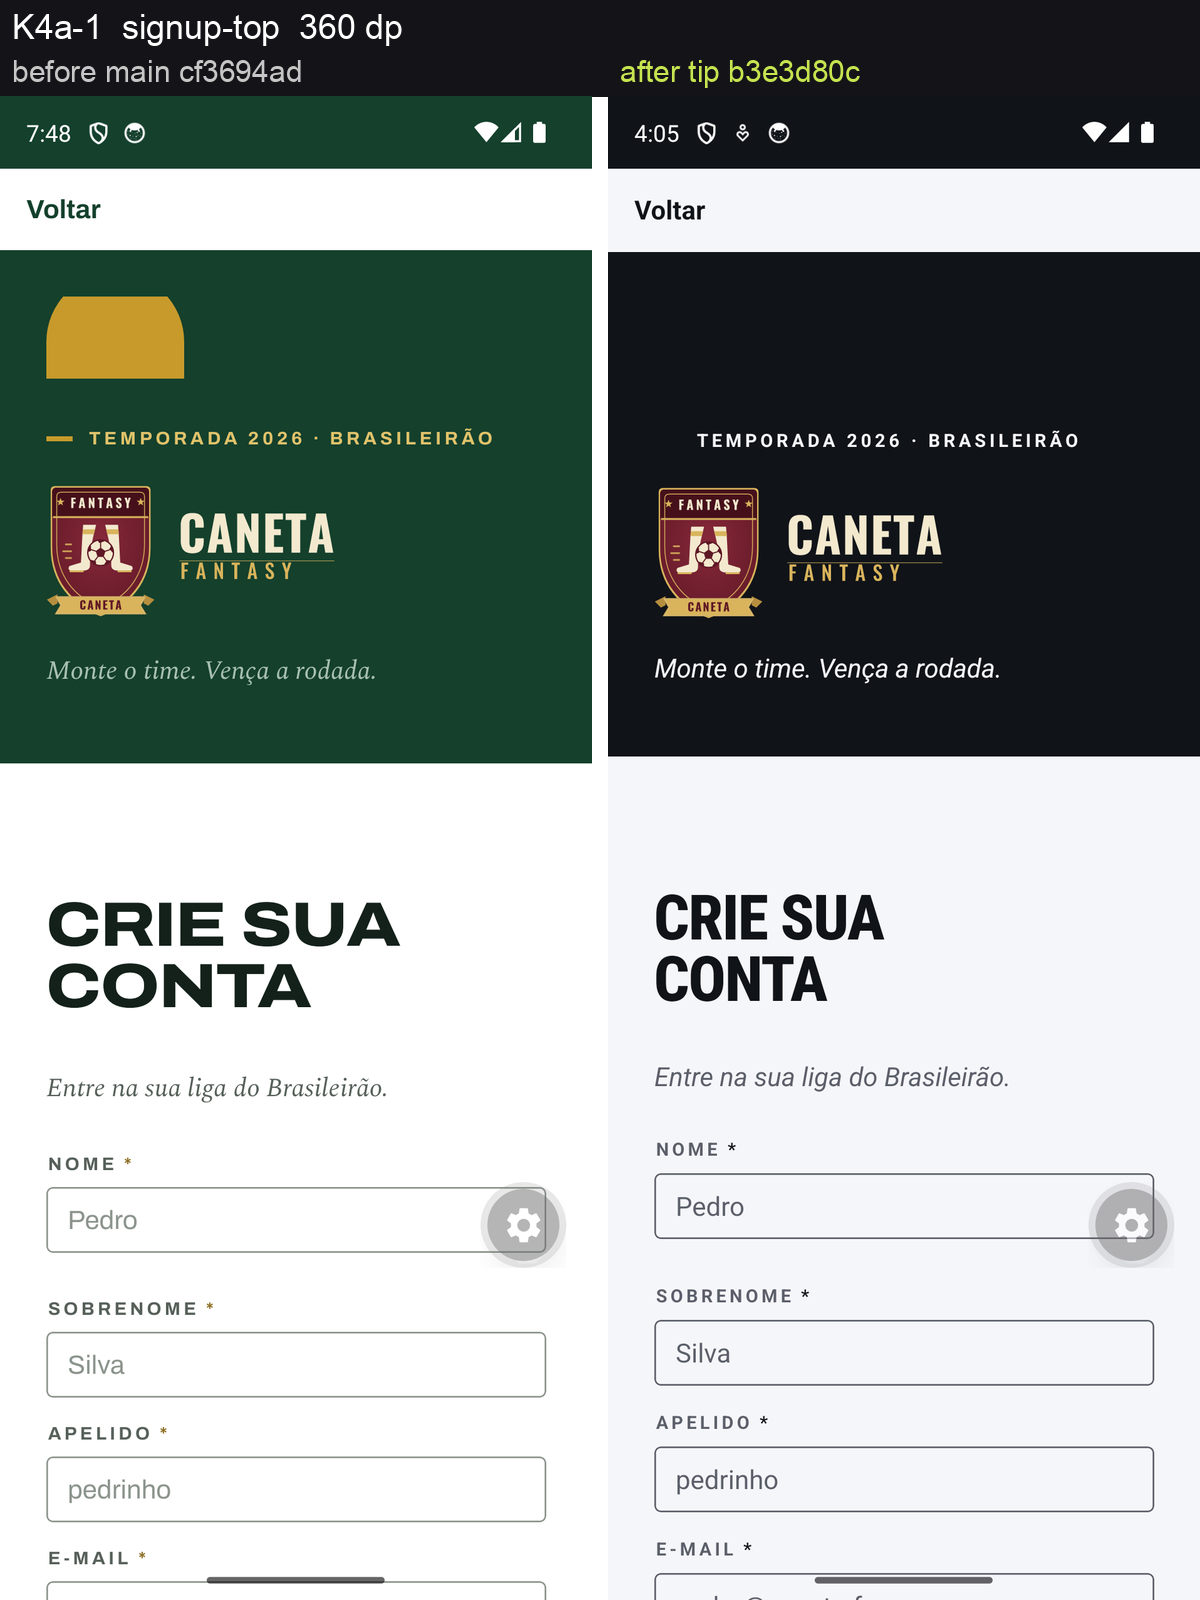 K4a-1 signup-top 360 dp
before main cf3694ad
after tip b3e3d80c
7:48
Voltar
TEMPORADA 2026 · BRASILEIRÃO
FANTASY
CANETA
CANETA
FANTASY
Monte o time. Vença a rodada.
CRIE SUA
CONTA
Entre na sua liga do Brasileirão.
NOME *
Pedro
SOBRENOME *
Silva
APELIDO *
pedrinho
E-MAIL *
4:05
Voltar
TEMPORADA 2026 · BRASILEIRÃO
FANTASY
CANETA
CANETA
FANTASY
Monte o time. Vença a rodada.
CRIE SUA
CONTA
Entre na sua liga do Brasileirão.
NOME *
Pedro
SOBRENOME *
Silva
APELIDO *
pedrinho
E-MAIL *